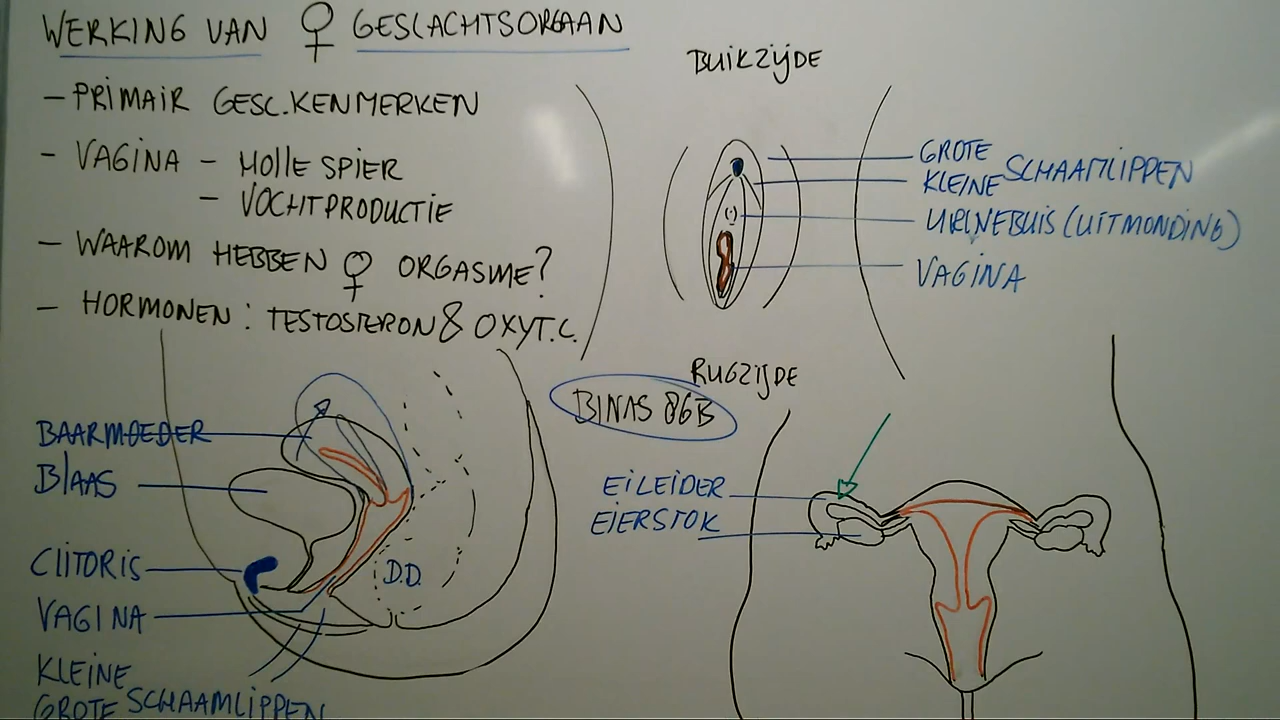 WERKING VAN ♀ GESLACHTSORGAAN
- PRIMAIR GESL.KENMERKEN
- VAGINA - HOLLE SPIER
- VOCHTPRODUCTIE
- WAAROM HEBBEN ♀ ORGASME?
- HORMONEN: TESTOSTERON & OXYT.C.
BUIKZIJDE
GROTE
KLEINE SCHAAMLIPPEN
URINEBUIS (UITMONDING)
VAGINA
RUGZIJDE
BINAS 86B
BAARMOEDER
BLAAS
CLITORIS
VAGINA
KLEINE
GROTE SCHAAMLIPPEN
D.D.
EILEIDER
EIERSTOK